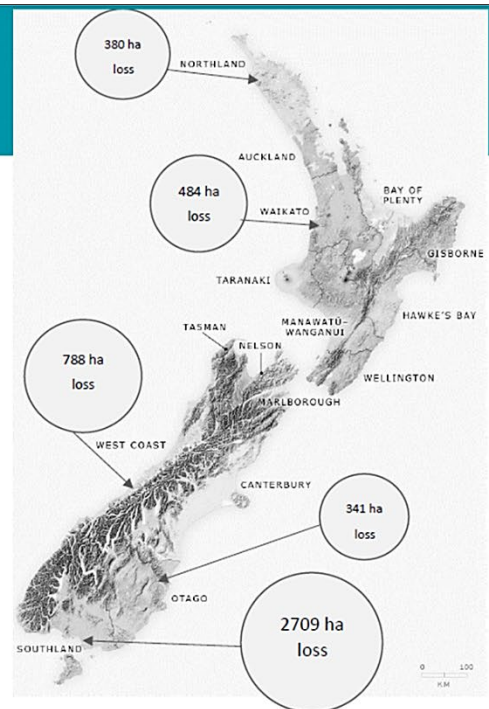 380 ha
loss
NORTHLAND
AUCKLAND
484 ha
loss
WAIKATO
BAY OF
PLENTY
GISBORNE
TARANAKI
HAWKE'S BAY
MANAWATŪ-
WANGANUI
TASMAN
NELSON
WELLINGTON
MARLBOROUGH
788 ha
loss
WEST COAST
CANTERBURY
341 ha
loss
OTAGO
2709 ha
loss
SOUTHLAND
0 100
KM